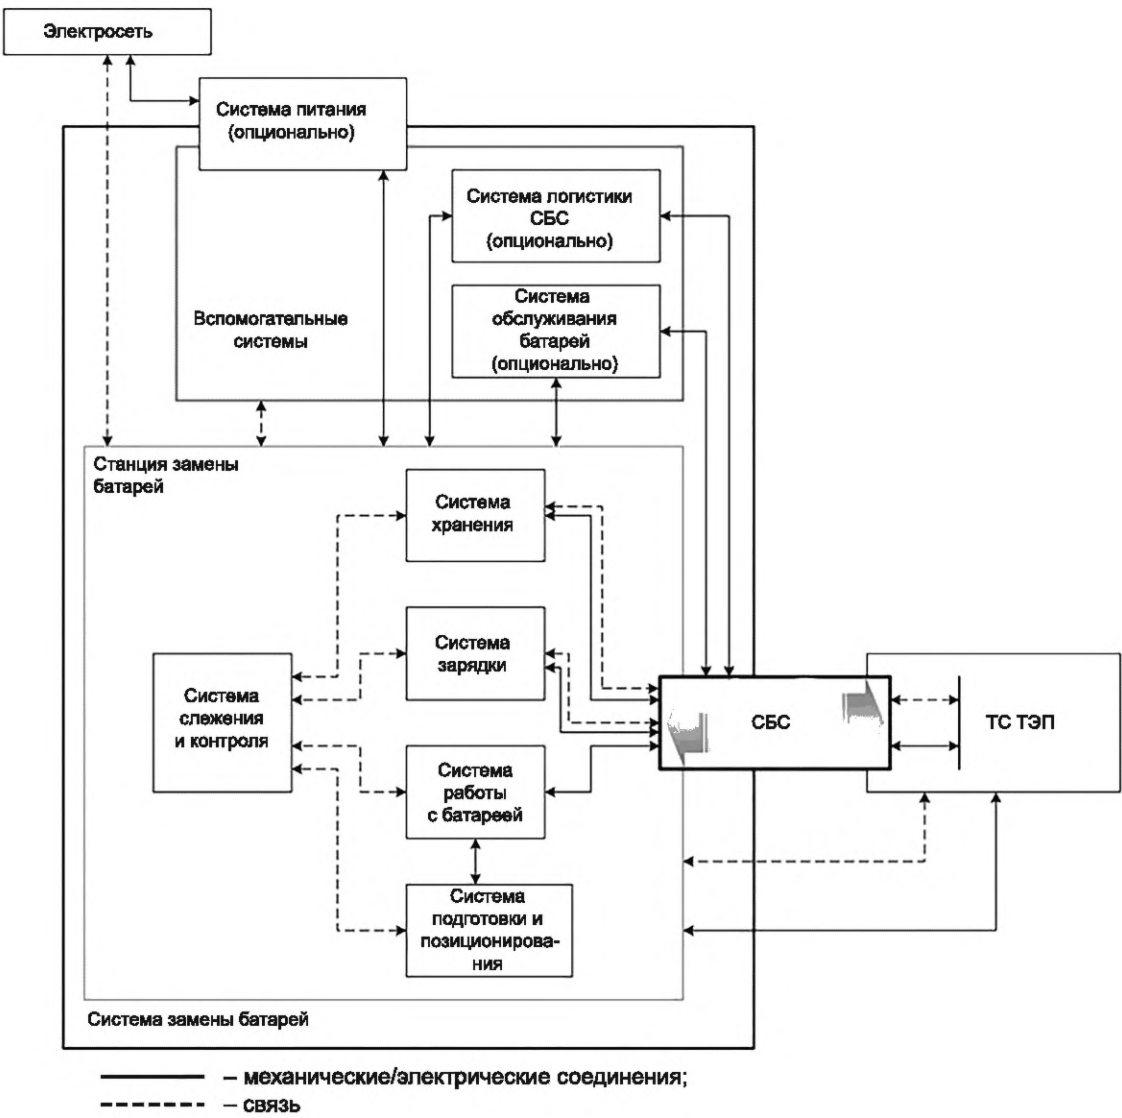 Электросеть
Система питания
(опционально)
Система логистики
СБС
(опционально)
Система
обслуживания
батарей
(опционально)
Вспомогательные
системы
Станция замены
батарей
Система
хранения
Система
зарядки
Система
слежения
и контроля
СБС
ТС ТЭП
Система
работы
с батареей
Система
подготовки и
позиционирова-
ния
Система замены батарей
– механические/электрические соединения;
– связь